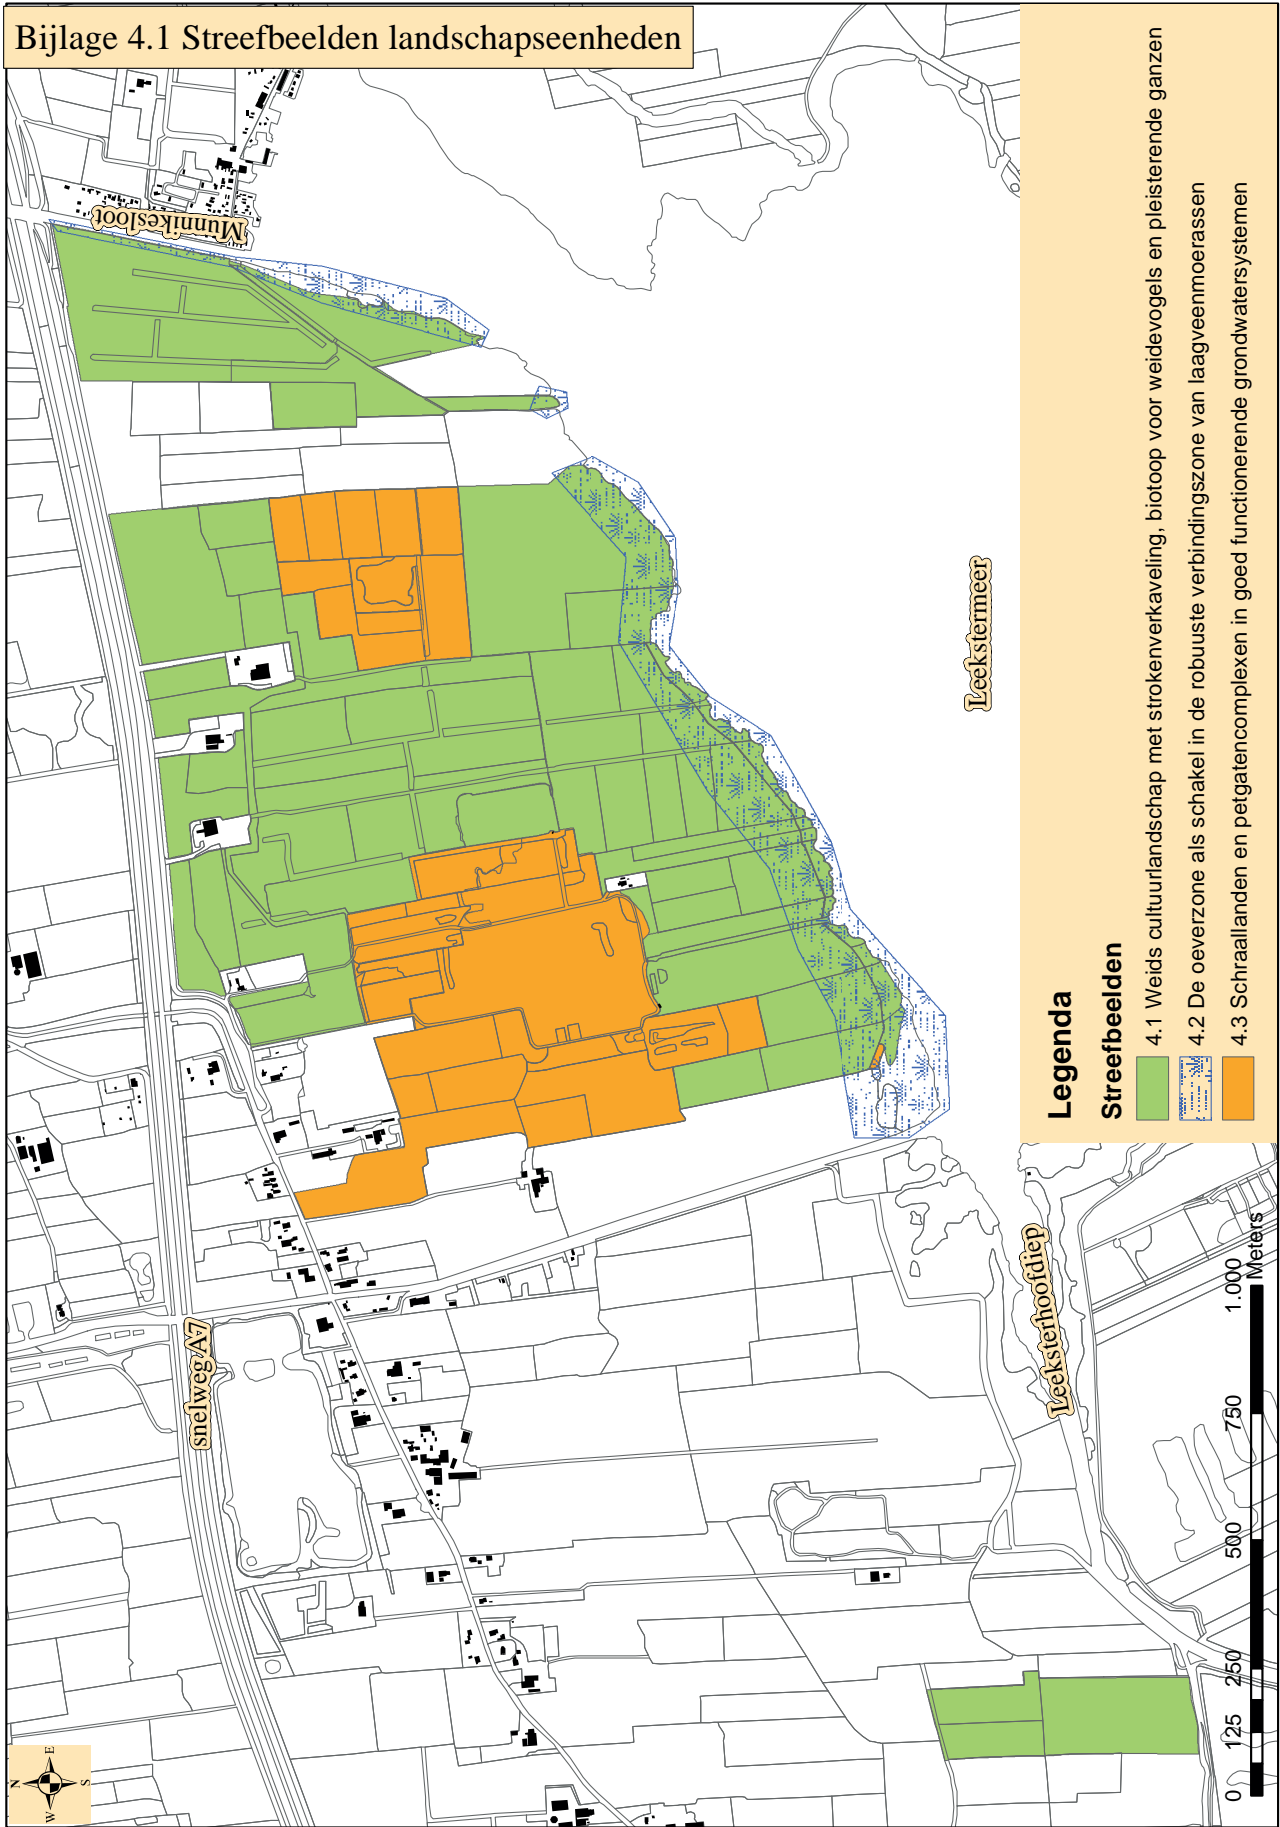 Bijlage 4.1 Streefbeelden landschapseenheden
Munnikesloot
Leekstermeer
snelweg A7
Leeksterhoofdiep
Legenda
Streefbeelden
4.1 Weids cultuurlandschap met strokenverkaveling, biotoop voor weidevogels en pleisterende ganzen
4.2 De oeverzone als schakel in de robuste verbindingszone van laagveenmoerassen
4.3 Schraallanden en petgatencomplexen in goed functionerende grondwatersystemen
0 125 250 500 750 1.000
Meters
N
W E
S